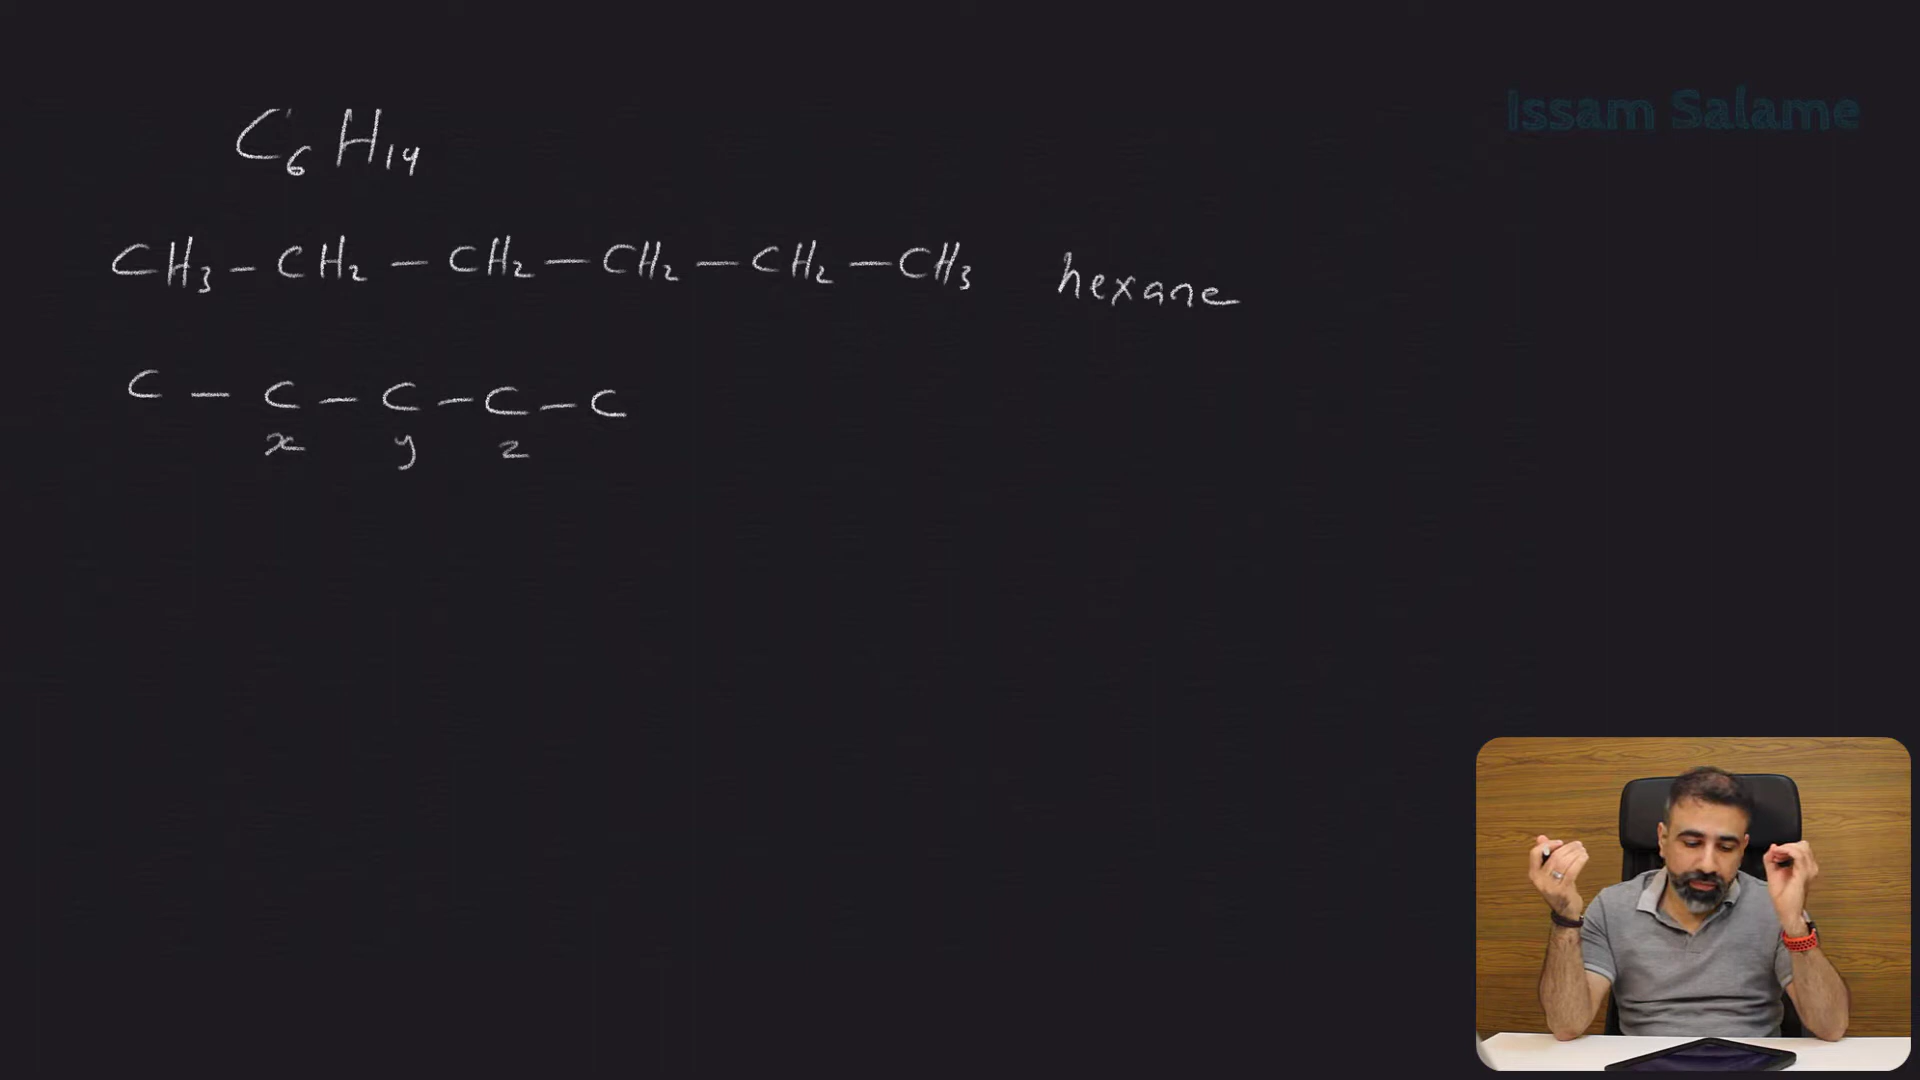 Issam Salame
C6H14
CH3 – CH2 – CH2 – CH2 – CH2 – CH3 hexane
C – C – C – C – C
x y z